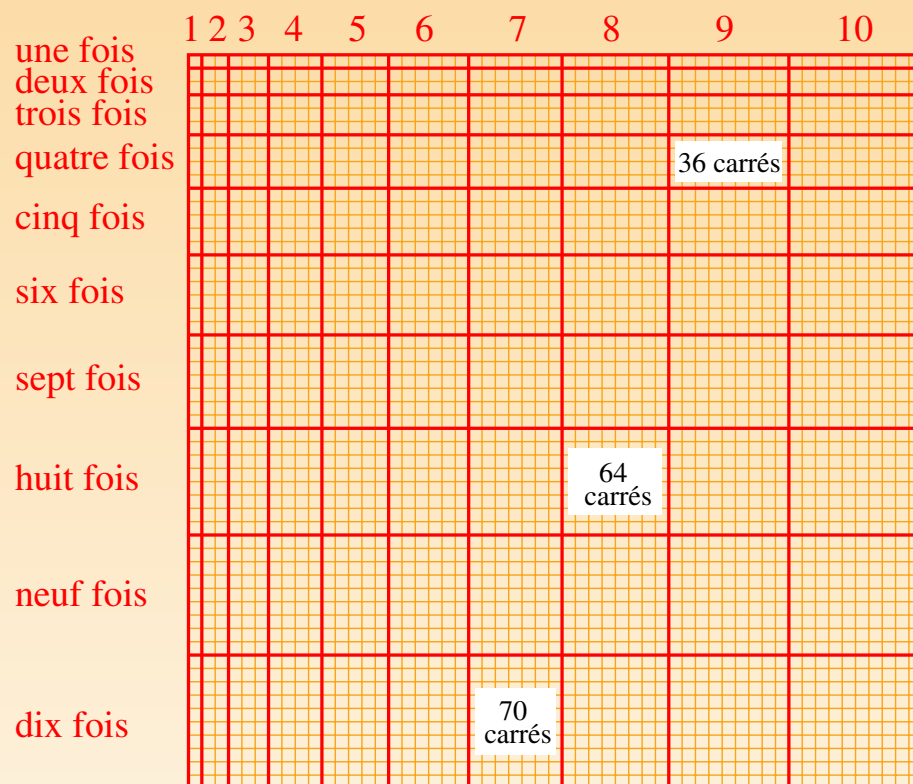 1 2 3 4 5 6 7 8 9 10
une fois
deux fois
trois fois
quatre fois
36 carrés
cinq fois
six fois
sept fois
huit fois
64
carrés
neuf fois
dix fois
70
carrés